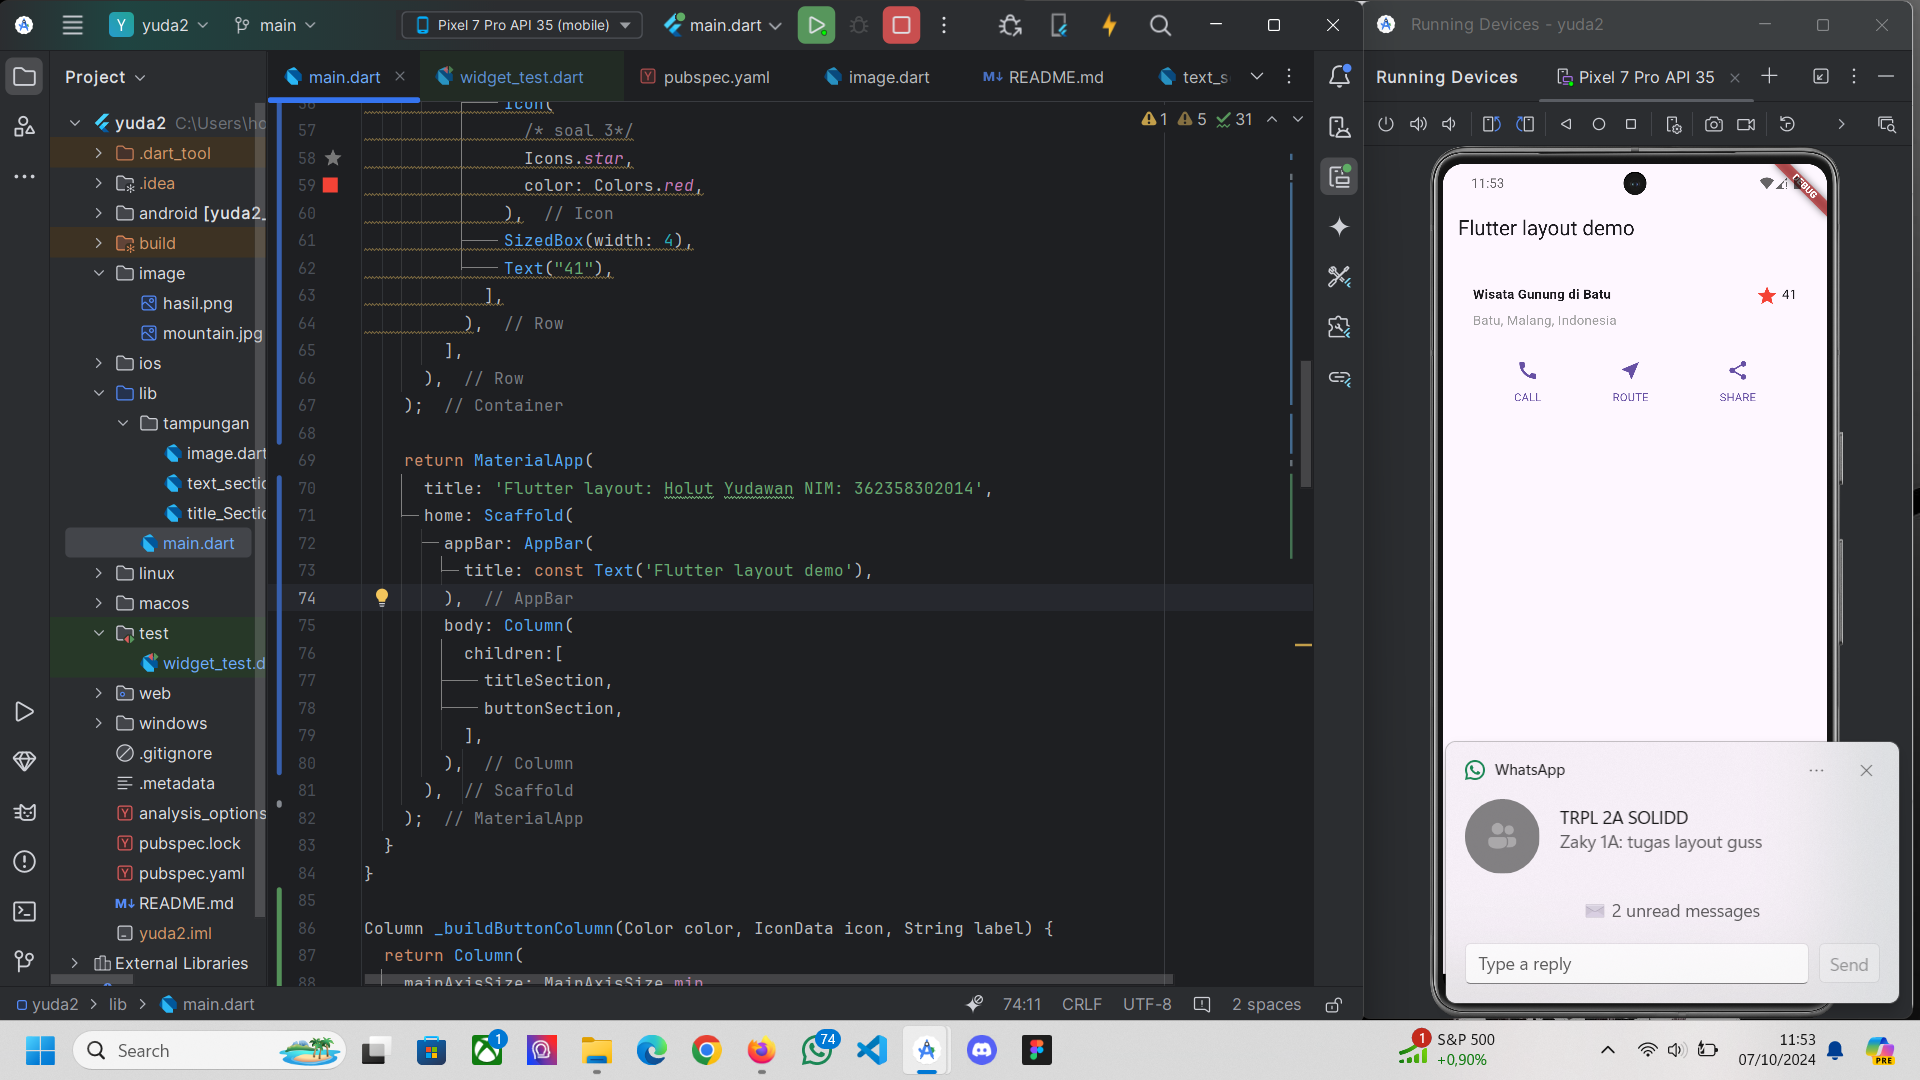 Y yuda2
main
Pixel 7 Pro API 35 (mobile)
main.dart
Running Devices - yuda2
Project
main.dart
widget_test.dart
pubspec.yaml
image.dart
README.md
text_s
Running Devices
Pixel 7 Pro API 35
yuda2 C:\Users\ho
.dart_tool
.idea
android [yuda2_
build
image
hasil.png
mountain.jpg
ios
lib
tampungan
image.dart
text_sectic
title_Sectic
main.dart
linux
macos
test
widget_test.d
web
windows
.gitignore
.metadata
analysis_options
pubspec.lock
pubspec.yaml
README.md
yuda2.iml
External Libraries
1 5 31
56 Icon(
57 /* soal 3*/
58 Icons.star,
59 color: Colors.red,
60 ), // Icon
61 SizedBox(width: 4),
62 Text("41"),
63 ],
64 ), // Row
65 ],
66 ), // Row
67 ); // Container
68
69 return MaterialApp(
70 title: 'Flutter layout: Holut Yudawan NIM: 362358302014',
71 home: Scaffold(
72 appBar: AppBar(
73 title: const Text('Flutter layout demo'),
74 ), // AppBar
75 body: Column(
76 children:[
77 titleSection,
78 buttonSection,
79 ],
80 ), // Column
81 ), // Scaffold
82 ); // MaterialApp
83 }
84 }
85
86 Column _buildButtonColumn(Color color, IconData icon, String label) {
87 return Column(
88 mainAxisSize: MainAxisSize.min
11:53
DEBUG
Flutter layout demo
Wisata Gunung di Batu
41
Batu, Malang, Indonesia
CALL
ROUTE
SHARE
WhatsApp
TRPL 2A SOLIDD
Zaky 1A: tugas layout guss
2 unread messages
Type a reply
Send
yuda2 > lib > main.dart
74:11 CRLF UTF-8 2 spaces
Search
1
74
1
S&P 500
+0,90%
11:53
07/10/2024
PRE